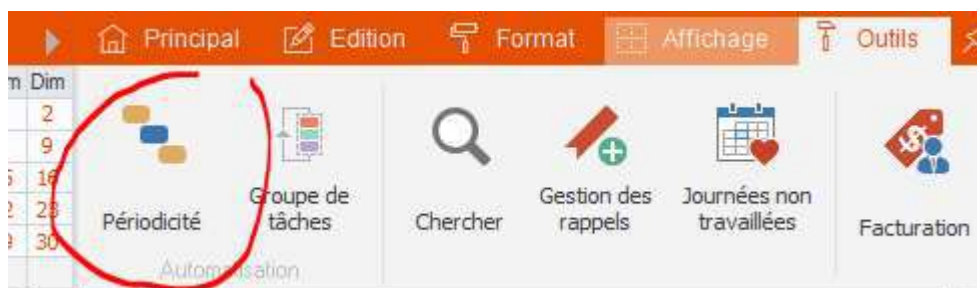 Principal Edition Format Affichage Outils
m Dim
2
9
16
23
30
Périodicité
Groupe de
tâches
Chercher
Gestion des
rappels
Journées non
travaillées
Facturation
Automatisation